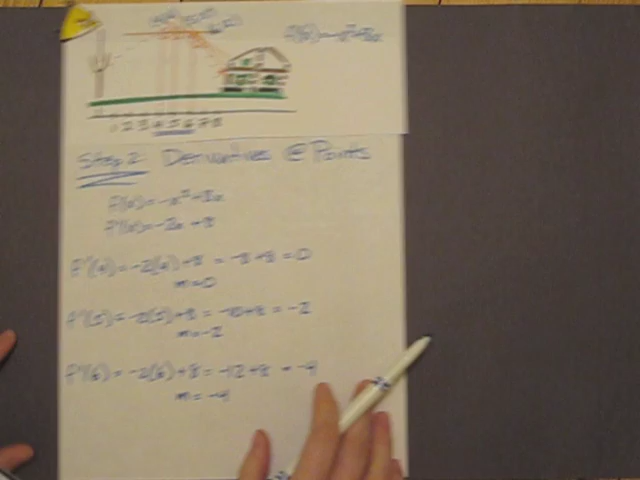 f(x)=-x²+8x
1 2 3 4 5 6 7 8
Step 2 Derivatives @ Points
f(x)=-x²+8x
f'(x)=-2x+8
f'(4)=-2(4)+8 = -8+8=0
m=0
f'(5)=-2(5)+8=-10+8= -2
m=-2
f'(6)=-2(6)+8=-12+8 = -4
m=-4